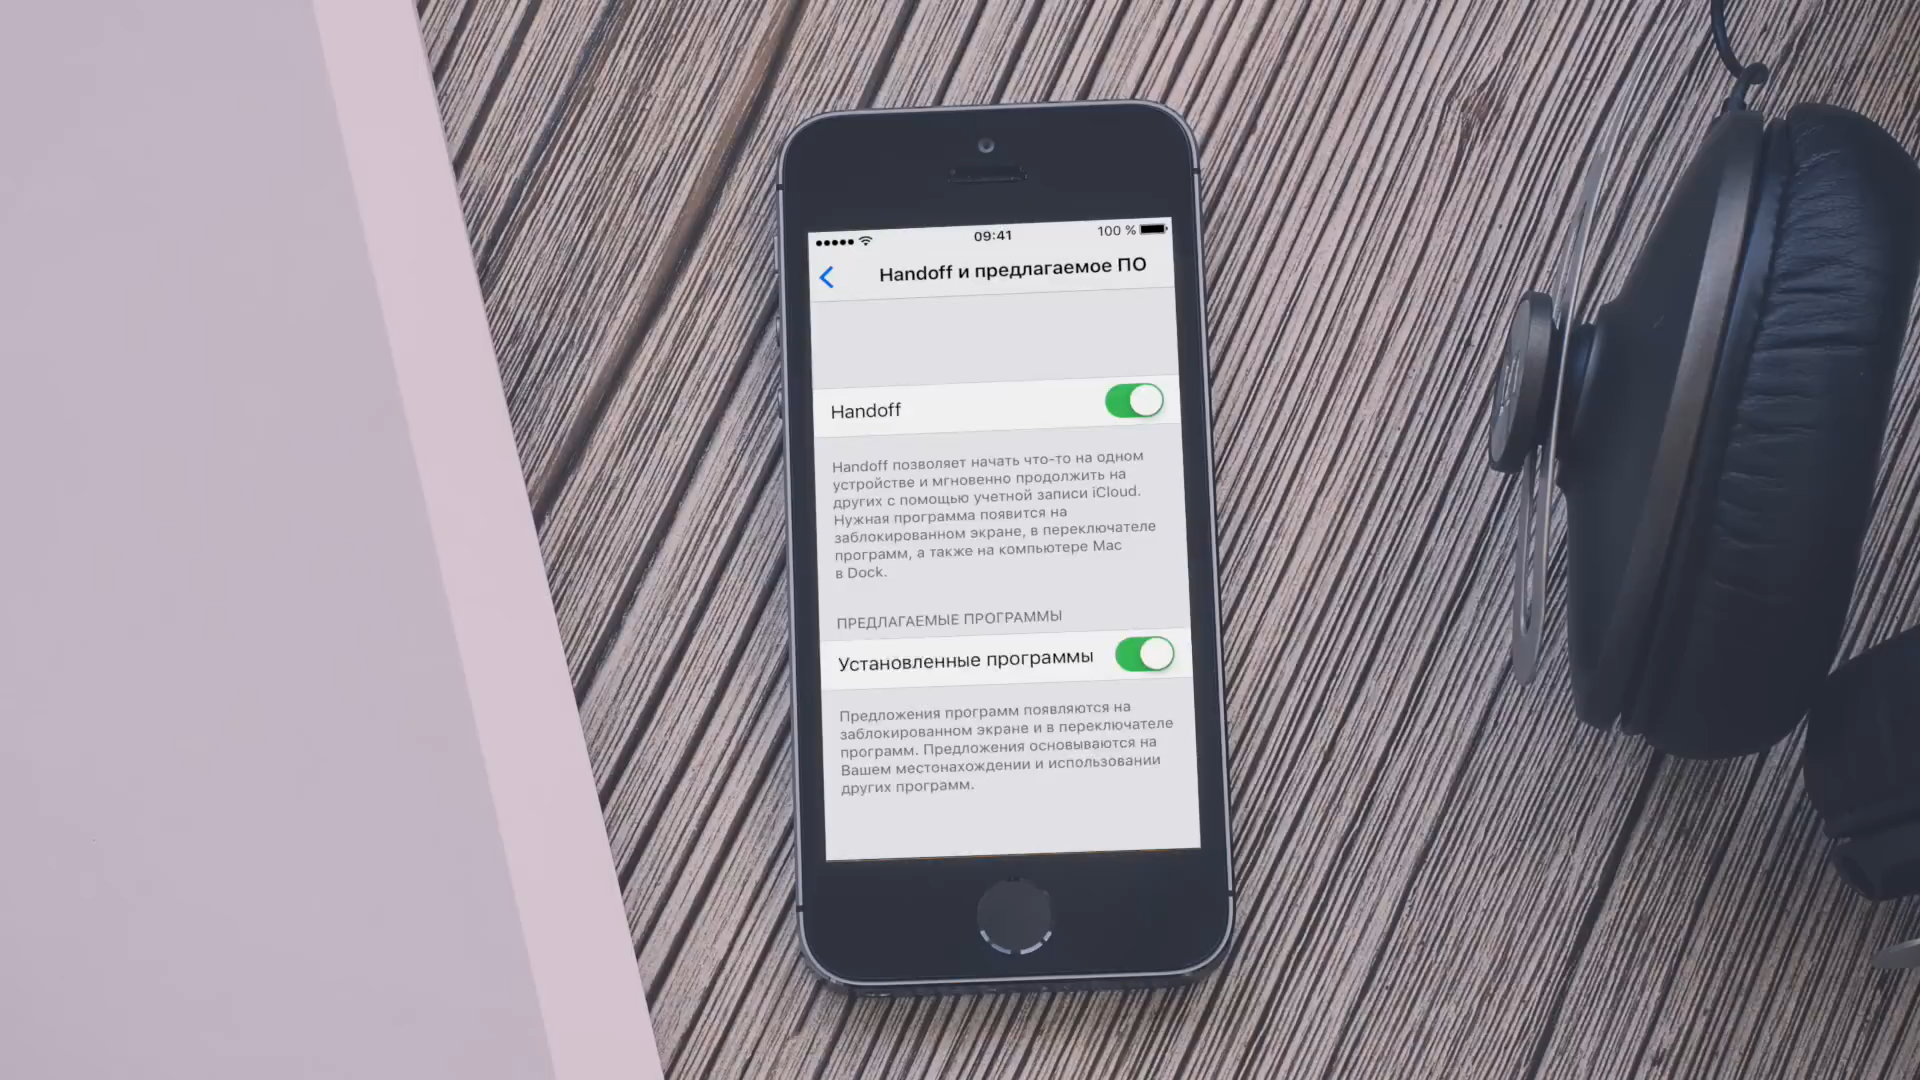 09:41
100 %
Handoff и предлагаемое ПО
Handoff
Handoff позволяет начать что-то на одном
устройстве и мгновенно продолжить на
других с помощью учетной записи iCloud.
Нужная программа появится на
заблокированном экране, в переключателе
программ, а также на компьютере Mac
в Dock.
ПРЕДЛАГАЕМЫЕ ПРОГРАММЫ
Установленные программы
Предложения программ появляются на
заблокированном экране и в переключателе
программ. Предложения основываются на
Вашем местонахождении и использовании
других программ.